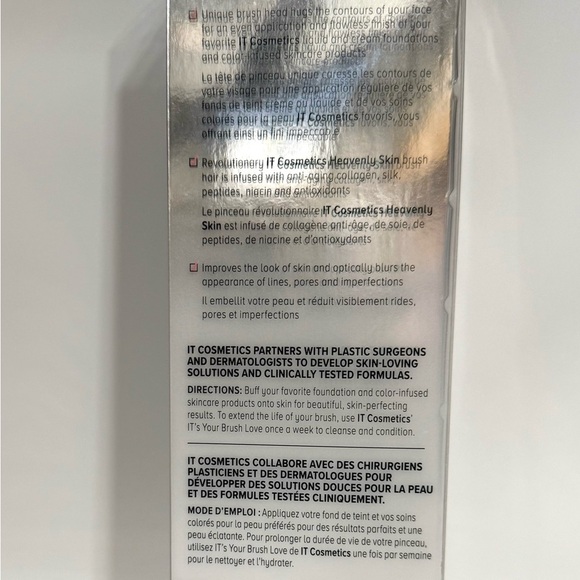 Unique brush head hugs the contours of your face
for an even application and flawless finish of your
favorite IT Cosmetics liquid and cream foundations
and color-infused skincare products
La tête de pinceau unique caresse les contours de
votre visage pour une application régulière de vos
fonds de teint crème ou liquide et de vos soins
colorés pour la peau IT Cosmetics favoris, vous
offrant ainsi un fini impeccable
Revolutionary IT Cosmetics Heavenly Skin brush
hair is infused with anti-aging collagen, silk,
peptides, niacin and antioxidants
Le pinceau révolutionnaire IT Cosmetics Heavenly
Skin est infusé de collagène anti-âge, de soie, de
peptides, de niacine et d'antioxydants
Improves the look of skin and optically blurs the
appearance of lines, pores and imperfections
Il embellit votre peau et réduit visiblement rides,
pores et imperfections
IT COSMETICS PARTNERS WITH PLASTIC SURGEONS
AND DERMATOLOGISTS TO DEVELOP SKIN-LOVING
SOLUTIONS AND CLINICALLY TESTED FORMULAS.
DIRECTIONS: Buff your favorite foundation and color-infused
skincare products onto skin for beautiful, skin-perfecting
results. To extend the life of your brush, use IT Cosmetics'
IT's Your Brush Love once a week to cleanse and condition.
IT COSMETICS COLLABORE AVEC DES CHIRURGIENS
PLASTICIENS ET DES DERMATOLOGUES POUR
DÉVELOPPER DES SOLUTIONS DOUCES POUR LA PEAU
ET DES FORMULES TESTÉES CLINIQUEMENT.
MODE D'EMPLOI : Appliquez votre fond de teint et vos soins
colorés pour la peau préférés pour des résultats parfaits et une
peau éclatante. Pour prolonger la durée de vie de votre pinceau,
utilisez IT's Your Brush Love de IT Cosmetics une fois par semaine
pour le nettoyer et l'hydrater.